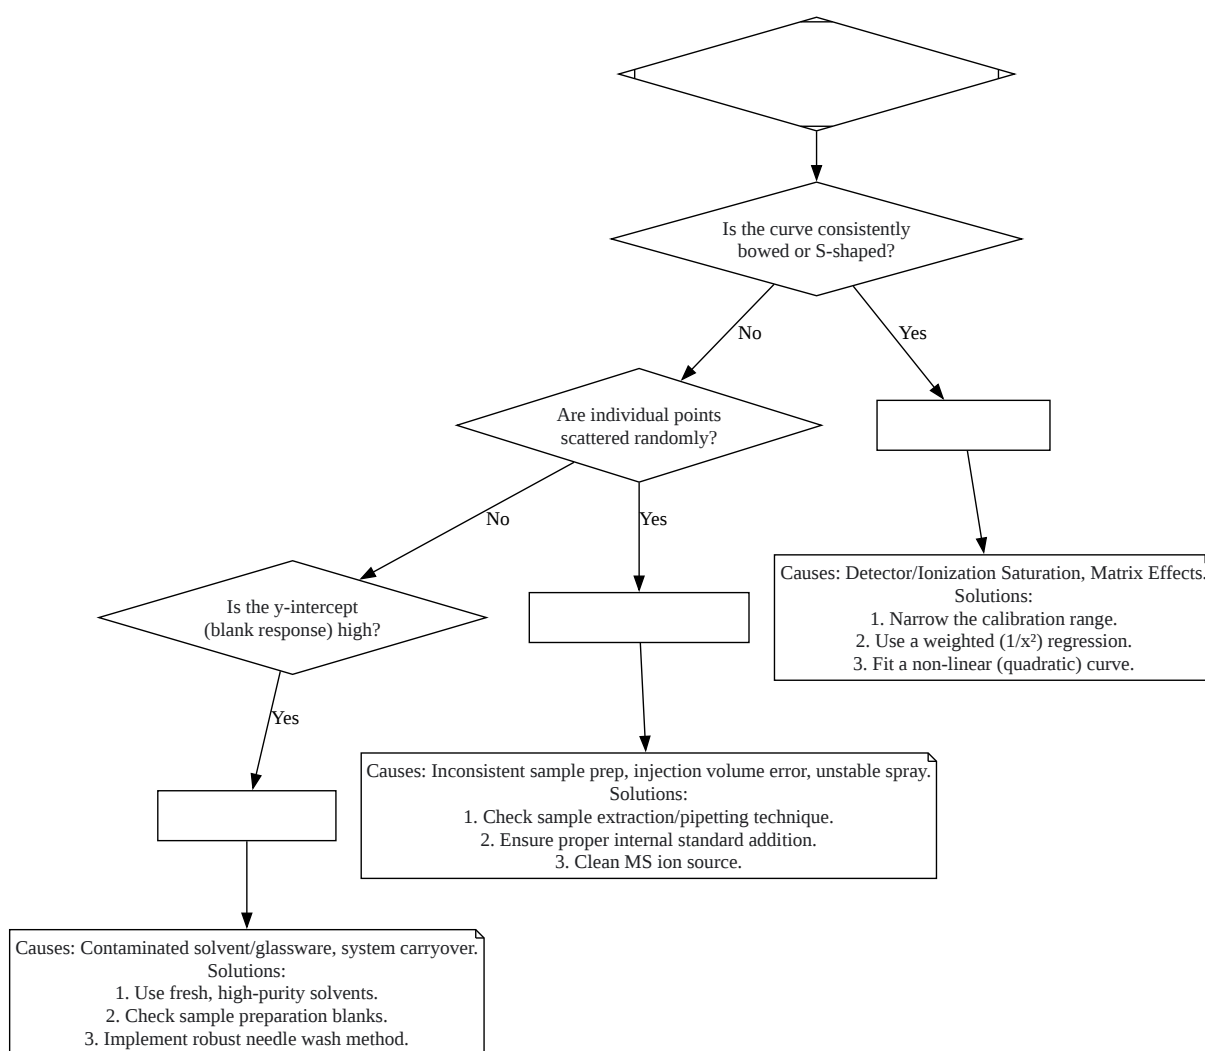 Is the curve consistently
bowed or S-shaped?
No
Yes
Are individual points
scattered randomly?
No
Yes
Causes: Detector/Ionization Saturation, Matrix Effects.
Solutions:
1. Narrow the calibration range.
2. Use a weighted (1/x²) regression.
3. Fit a non-linear (quadratic) curve.
Is the y-intercept
(blank response) high?
Yes
Causes: Inconsistent sample prep, injection volume error, unstable spray.
Solutions:
1. Check sample extraction/pipetting technique.
2. Ensure proper internal standard addition.
3. Clean MS ion source.
Causes: Contaminated solvent/glassware, system carryover.
Solutions:
1. Use fresh, high-purity solvents.
2. Check sample preparation blanks.
3. Implement robust needle wash method.